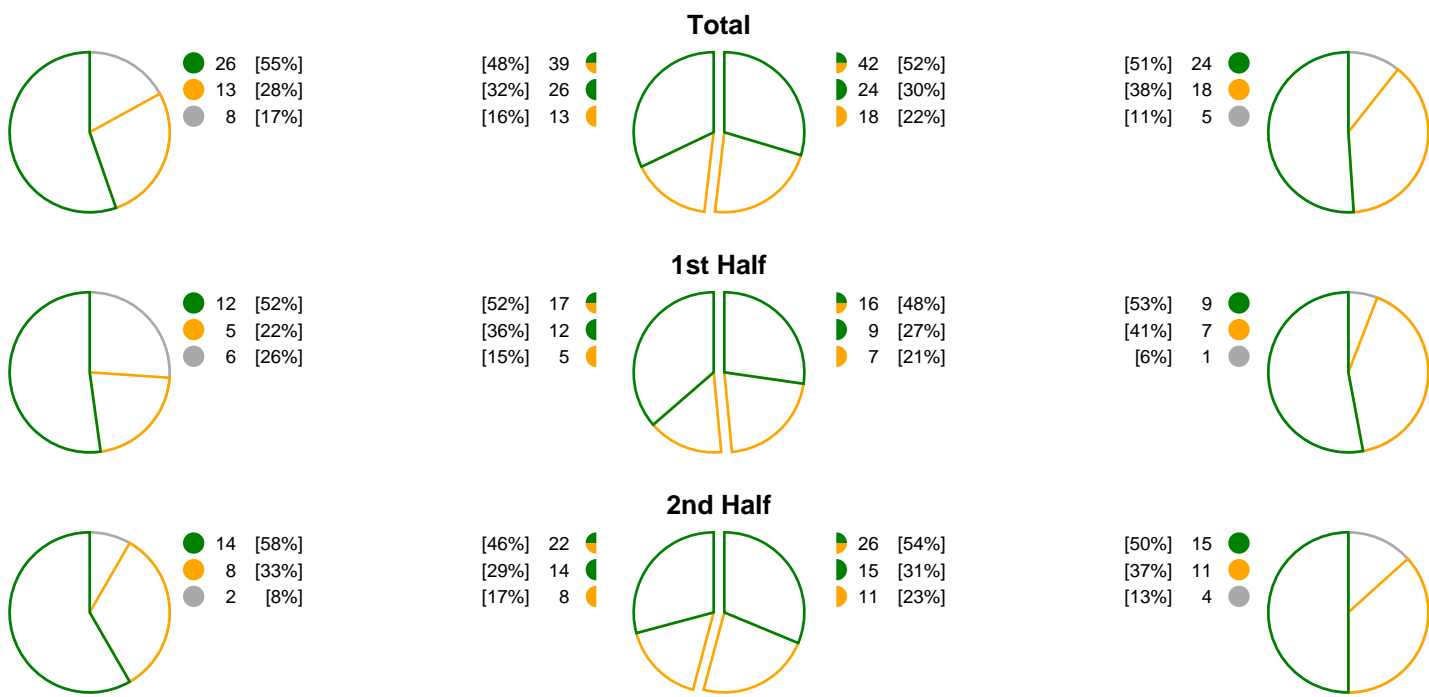 Total
26 [55%] [48%] 39 42 [52%] [51%] 24
13 [28%] [32%] 26 24 [30%] [38%] 18
8 [17%] [16%] 13 18 [22%] [11%] 5
1st Half
12 [52%] [52%] 17 16 [48%] [53%] 9
5 [22%] [36%] 12 9 [27%] [41%] 7
6 [26%] [15%] 5 7 [21%] [6%] 1
2nd Half
14 [58%] [46%] 22 26 [54%] [50%] 15
8 [33%] [29%] 14 15 [31%] [37%] 11
2 [8%] [17%] 8 11 [23%] [13%] 4